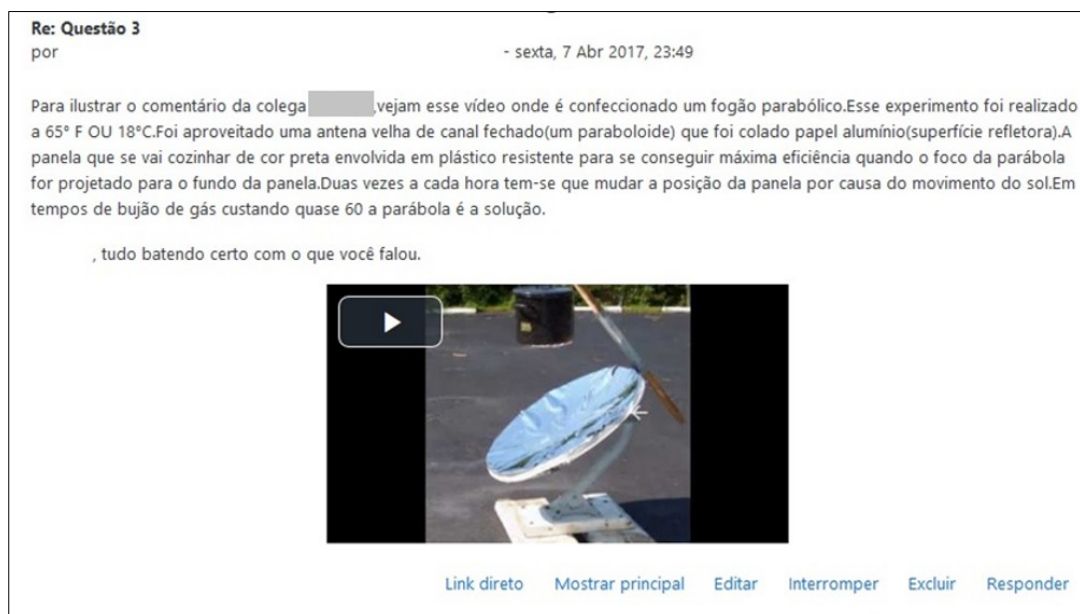 Re: Questão 3
por - sexta, 7 Abr 2017, 23:49
Para ilustrar o comentário da colega ,vejam esse vídeo onde é confeccionado um fogão parabólico.Esse experimento foi realizado
a 65° F OU 18°C.Foi aproveitado uma antena velha de canal fechado(um paraboloide) que foi colado papel alumínio(superfície refletora).A
panela que se vai cozinhar de cor preta envolvida em plástico resistente para se conseguir máxima eficiência quando o foco da parábola
for projetado para o fundo da panela.Duas vezes a cada hora tem-se que mudar a posição da panela por causa do movimento do sol.Em
tempos de bujão de gás custando quase 60 a parábola é a solução.
, tudo batendo certo com o que você falou.
Link direto Mostrar principal Editar Interromper Excluir Responder